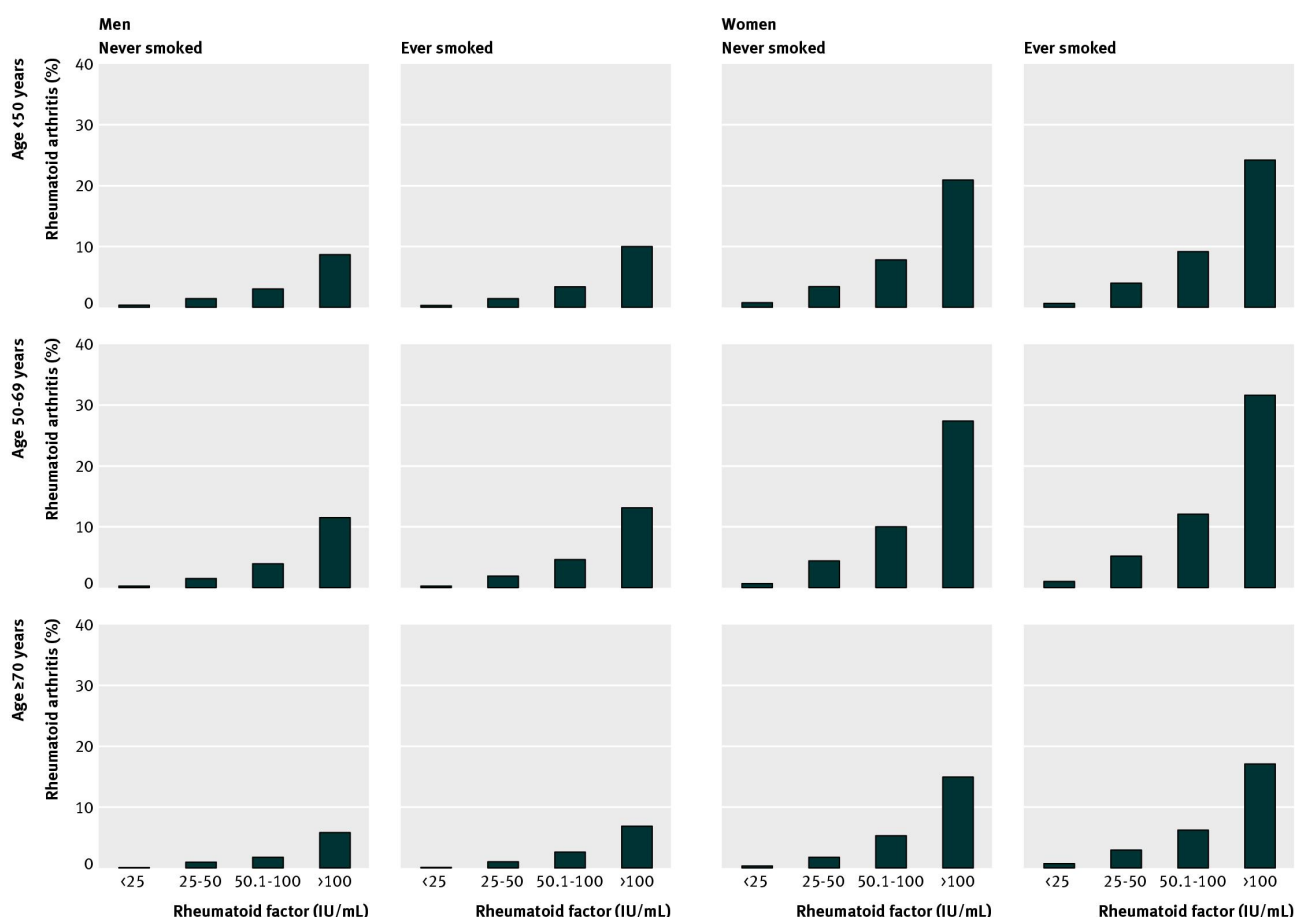 Men
Women
Never smoked
Ever smoked
Never smoked
Ever smoked
Age <50 years
Rheumatoid arthritis (%)
40
30
20
10
0
Age 50-69 years
Rheumatoid arthritis (%)
40
30
20
10
0
Age ≥70 years
Rheumatoid arthritis (%)
40
30
20
10
0
<25 25-50 50.1-100 >100
<25 25-50 50.1-100 >100
<25 25-50 50.1-100 >100
<25 25-50 50.1-100 >100
Rheumatoid factor (IU/mL)
Rheumatoid factor (IU/mL)
Rheumatoid factor (IU/mL)
Rheumatoid factor (IU/mL)